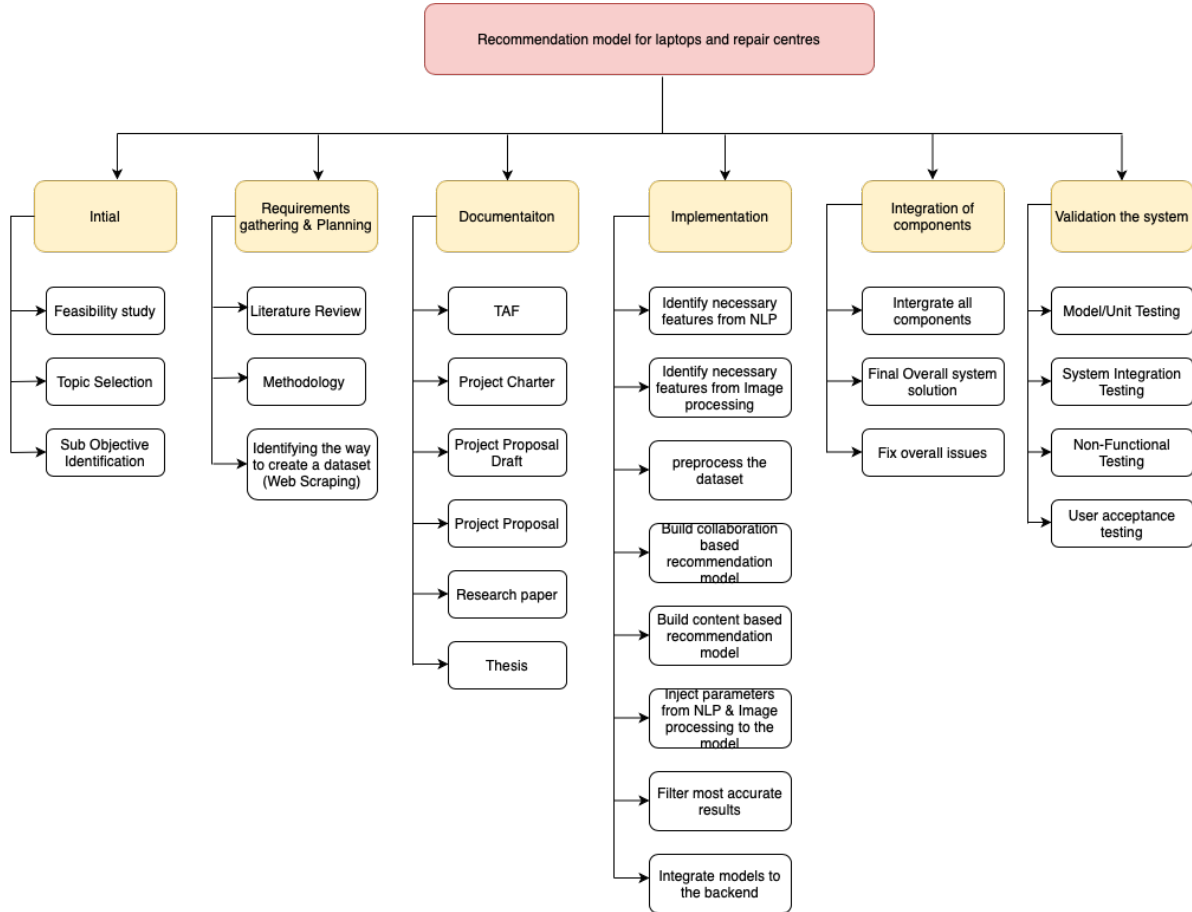 Recommendation model for laptops and repair centres
Intial
Feasibility study
Topic Selection
Sub Objective
Identification
Requirements
gathering & Planning
Literature Review
Methodology
Identifying the way
to create a dataset
(Web Scraping)
Documentaiton
TAF
Project Charter
Project Proposal
Draft
Project Proposal
Research paper
Thesis
Implementation
Identify necessary
features from NLP
Identify necessary
features from Image
processing
preprocess the
dataset
Build collaboration
based
recommendation
model
Build content based
recommendation
model
Inject parameters
from NLP & Image
processing to the
model
Filter most accurate
results
Integrate models to
the backend
Integration of
components
Intergrate all
components
Final Overall system
solution
Fix overall issues
Validation the system
Model/Unit Testing
System Integration
Testing
Non-Functional
Testing
User acceptance
testing